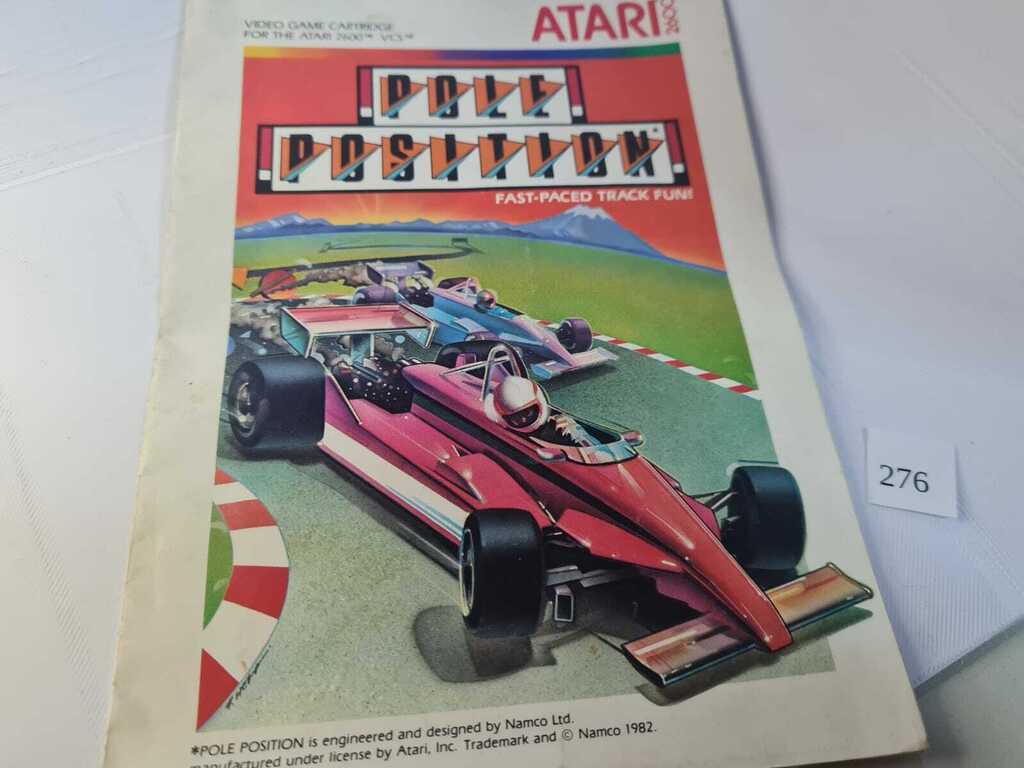 VIDEO GAME CARTRIDGE
FOR THE ATARI 2600™ VCS™
ATARI 2600
POLE
POSITION*
FAST-PACED TRACK FUN!
276
*POLE POSITION is engineered and designed by Namco Ltd.
manufactured under license by Atari, Inc. Trademark and © Namco 1982.